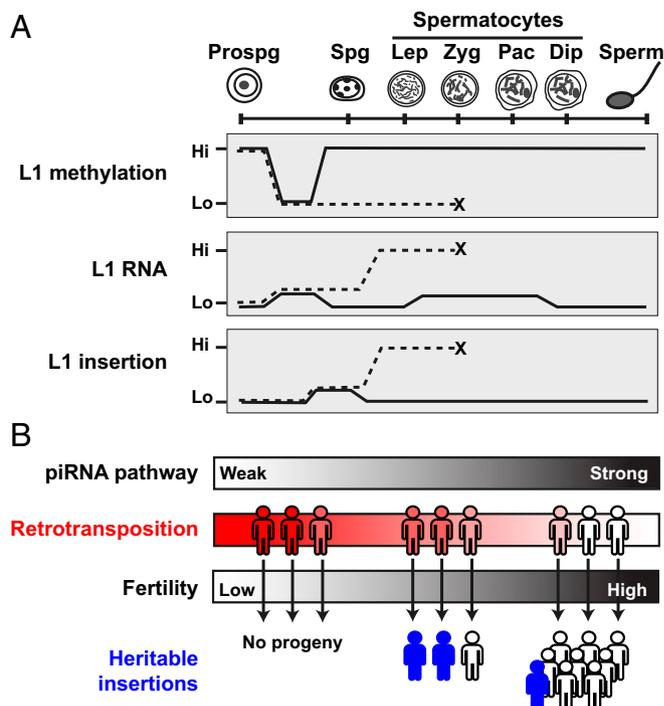 A
Spermatocytes
Prospg Spg Lep Zyg Pac Dip Sperm
L1 methylation
Hi
Lo
X
L1 RNA
Hi
Lo
X
L1 insertion
Hi
Lo
X
B
piRNA pathway
Weak Strong
Retrotransposition
Fertility
Low High
No progeny
Heritable
insertions